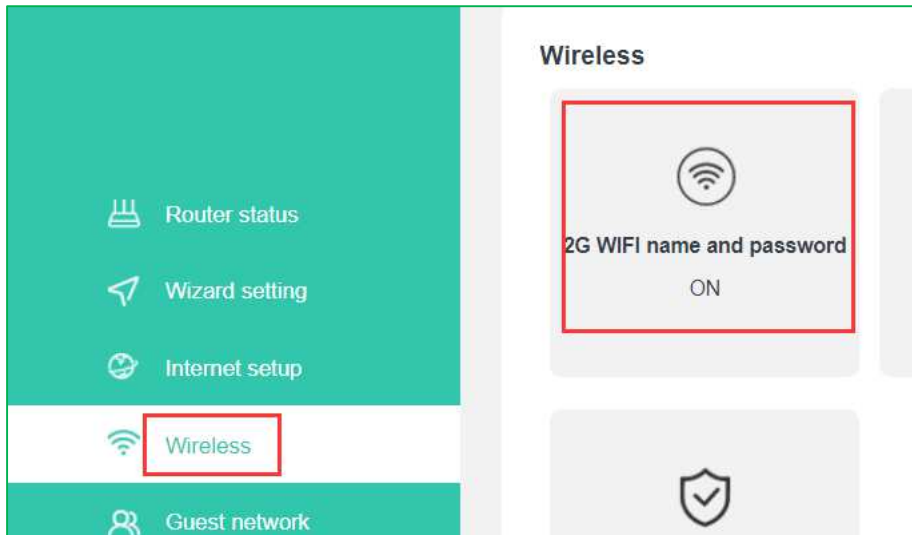 Router status
Wizard setting
Internet setup
Wireless
Guest network
Wireless
2G WIFI name and password
ON